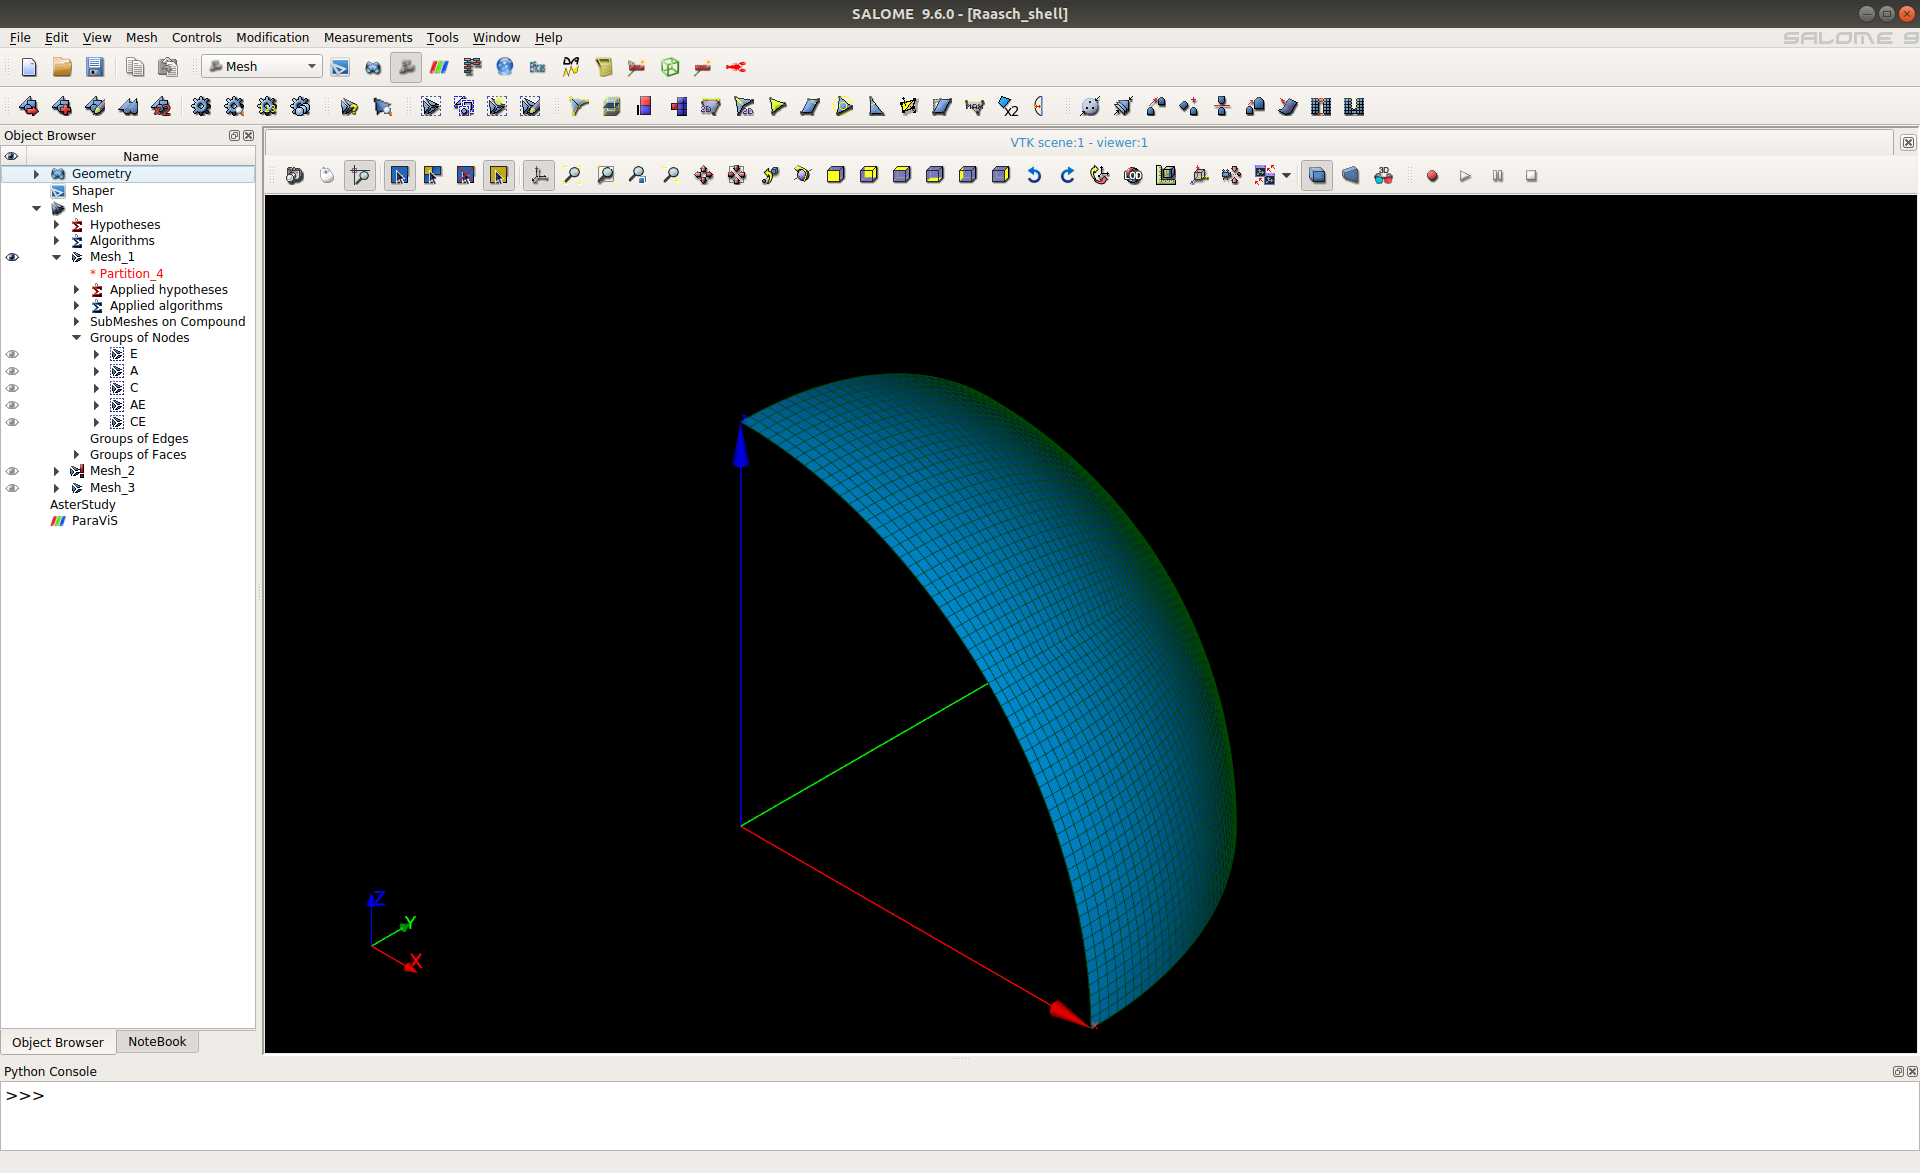 SALOME 9.6.0 - [Raasch_shell]
File Edit View Mesh Controls Modification Measurements Tools Window Help
SALOME 9
Mesh
Eficas
Object Browser
VTK scene:1 - viewer:1
Name
Geometry
Shaper
Mesh
Hypotheses
Algorithms
Mesh_1
* Partition_4
Applied hypotheses
Applied algorithms
SubMeshes on Compound
Groups of Nodes
E
A
C
AE
CE
Groups of Edges
Groups of Faces
Mesh_2
Mesh_3
AsterStudy
ParaViS
Z
Y
X
X
Object Browser NoteBook
Python Console
>>>